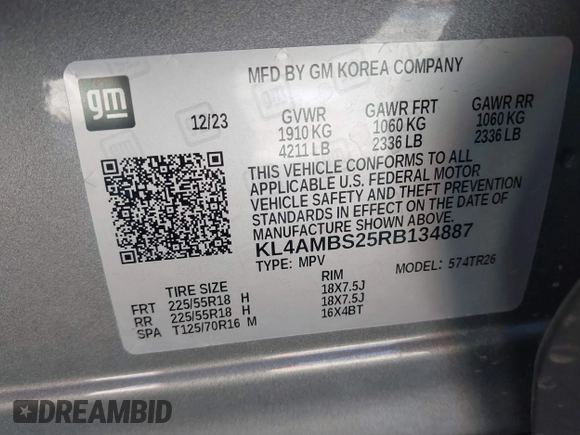 MFD BY GM KOREA COMPANY
gm
12/23
GVWR GAWR FRT GAWR RR
1910 KG 1060 KG 1060 KG
4211 LB 2336 LB 2336 LB
THIS VEHICLE CONFORMS TO ALL
APPLICABLE U.S. FEDERAL MOTOR
VEHICLE SAFETY AND THEFT PREVENTION
STANDARDS IN EFFECT ON THE DATE OF
MANUFACTURE SHOWN ABOVE.
KL4AMBS25RB134887
TYPE: MPV MODEL: 574TR26
TIRE SIZE RIM
FRT 225/55R18 H 18X7.5J
RR 225/55R18 H 18X7.5J
SPA T125/70R16 M 16X4BT
DREAMBID